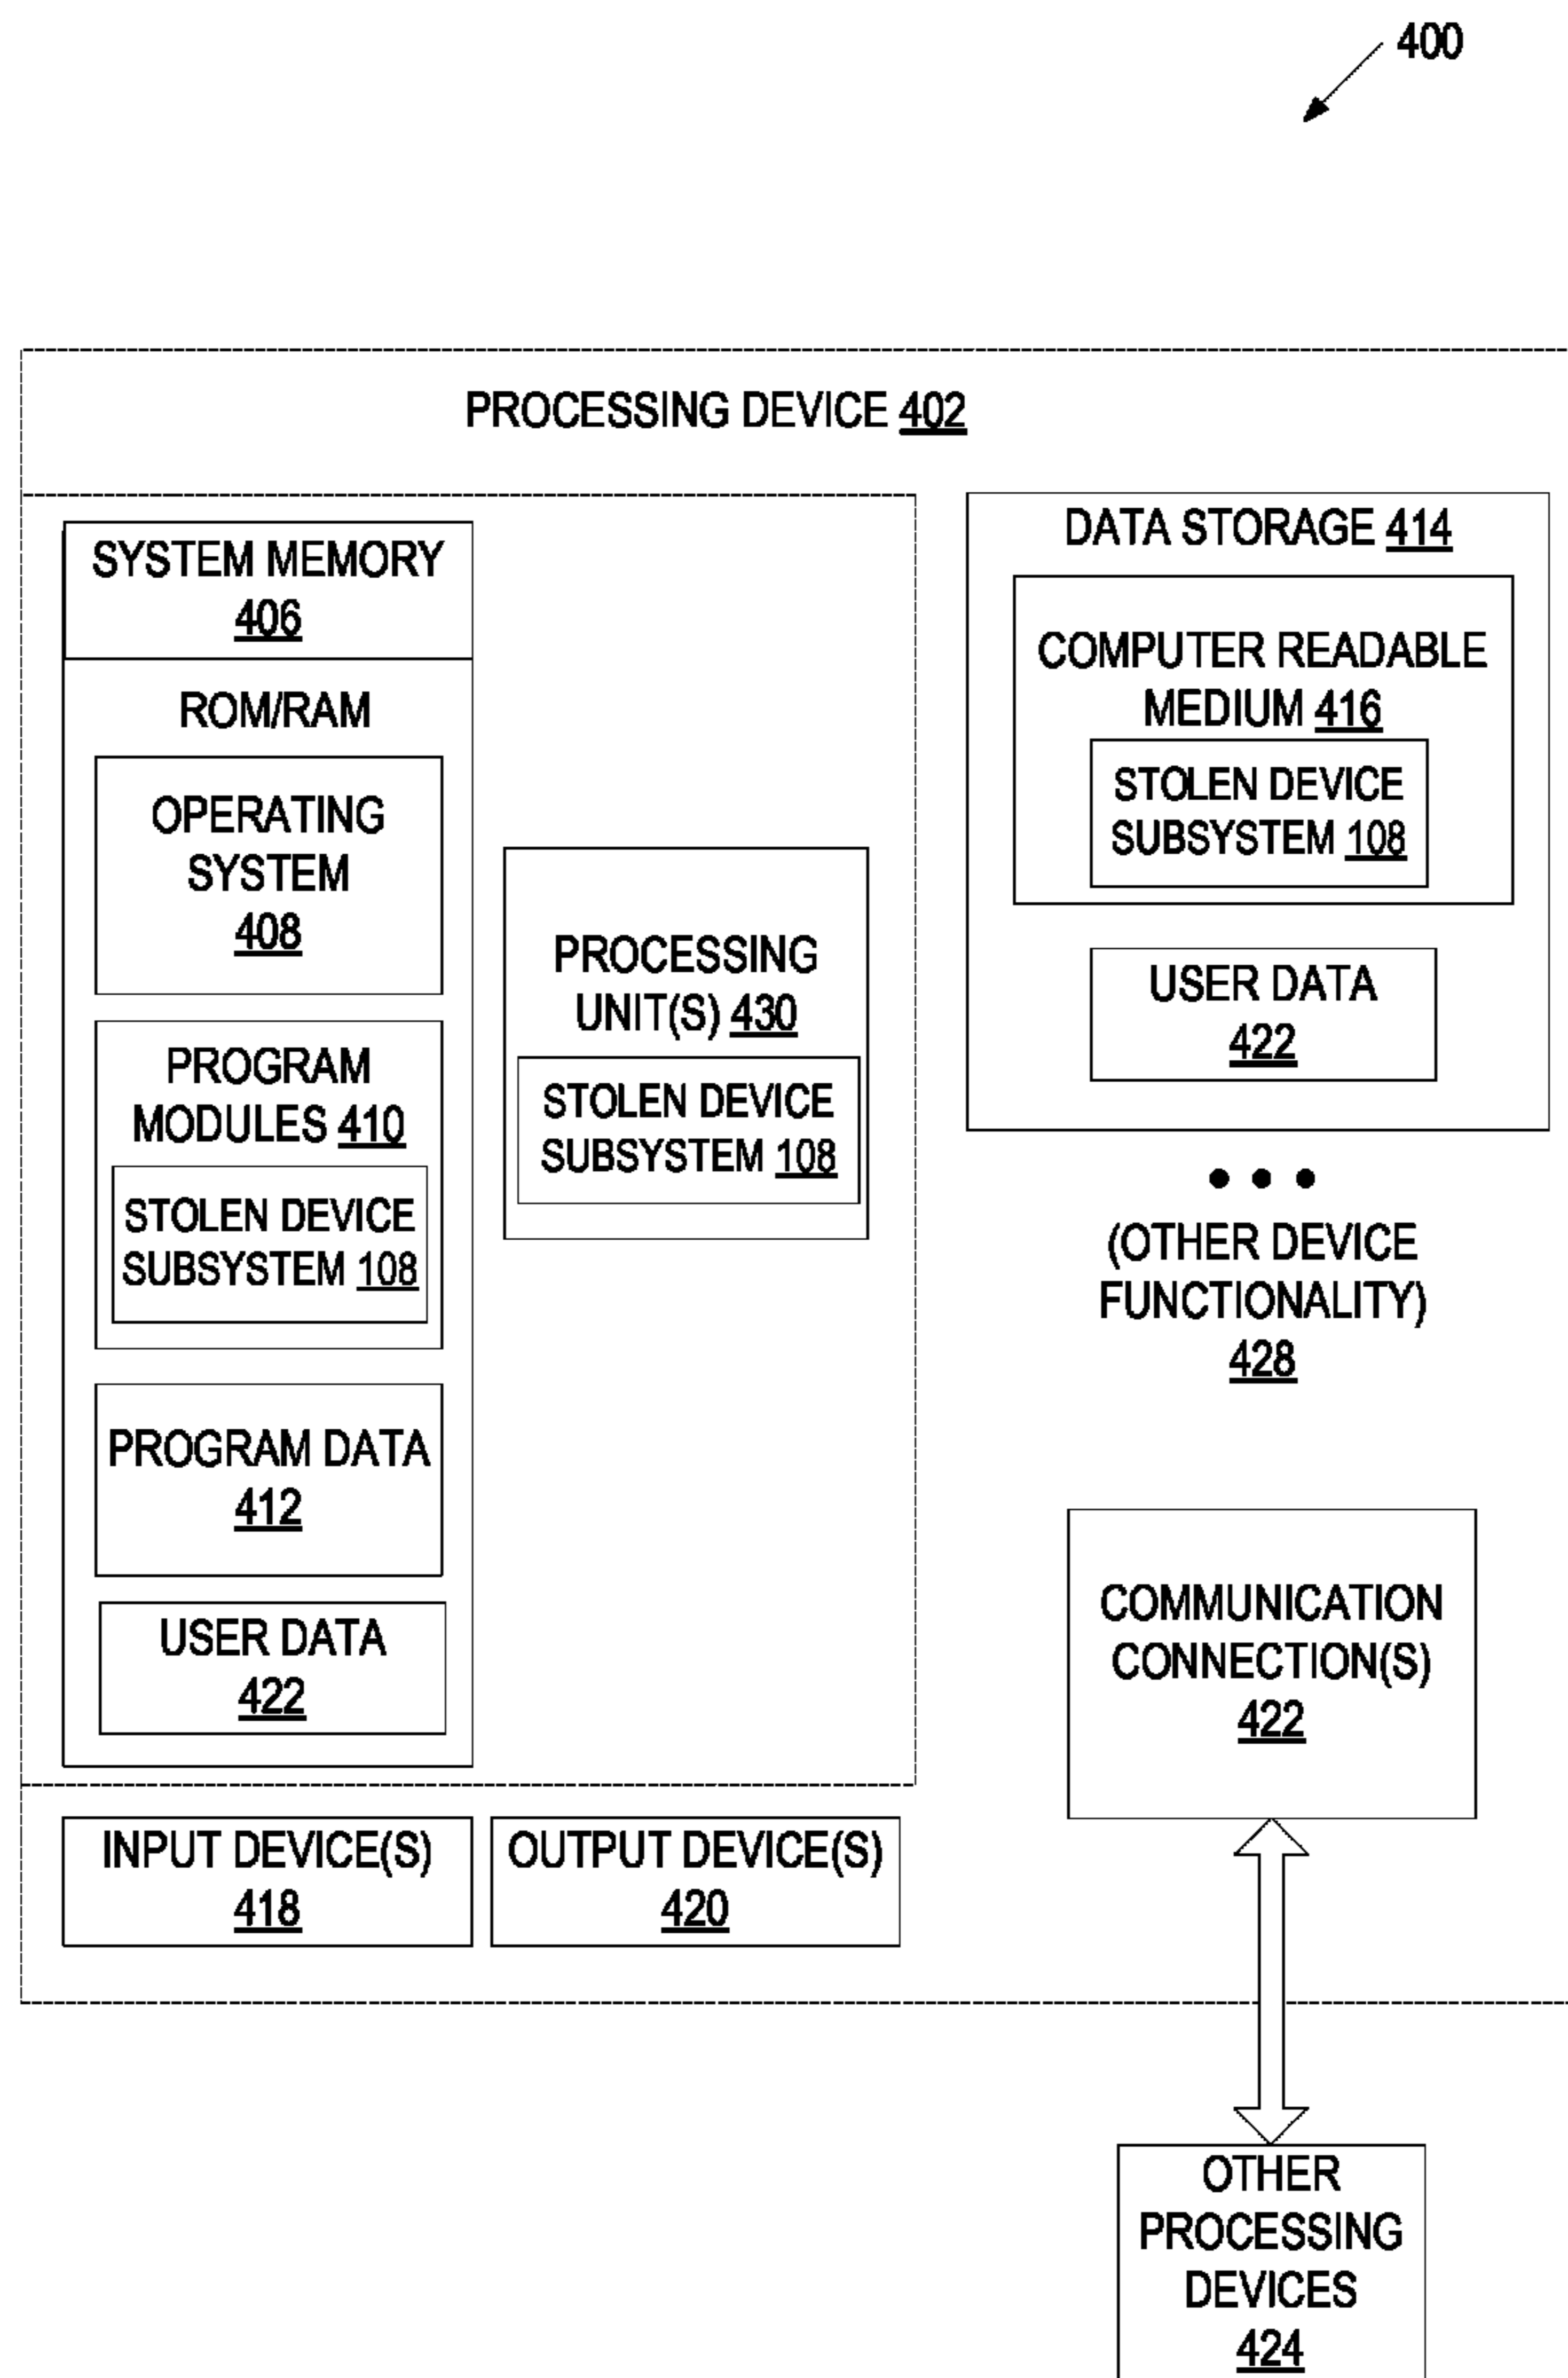 400
PROCESSING DEVICE 402
SYSTEM MEMORY
406
ROM/RAM
OPERATING
SYSTEM
408
PROGRAM
MODULES 410
STOLEN DEVICE
SUBSYSTEM 108
PROGRAM DATA
412
USER DATA
422
PROCESSING
UNIT(S) 430
STOLEN DEVICE
SUBSYSTEM 108
DATA STORAGE 414
COMPUTER READABLE
MEDIUM 416
STOLEN DEVICE
SUBSYSTEM 108
USER DATA
422
(OTHER DEVICE
FUNCTIONALITY)
428
COMMUNICATION
CONNECTION(S)
422
INPUT DEVICE(S)
418
OUTPUT DEVICE(S)
420
OTHER
PROCESSING
DEVICES
424